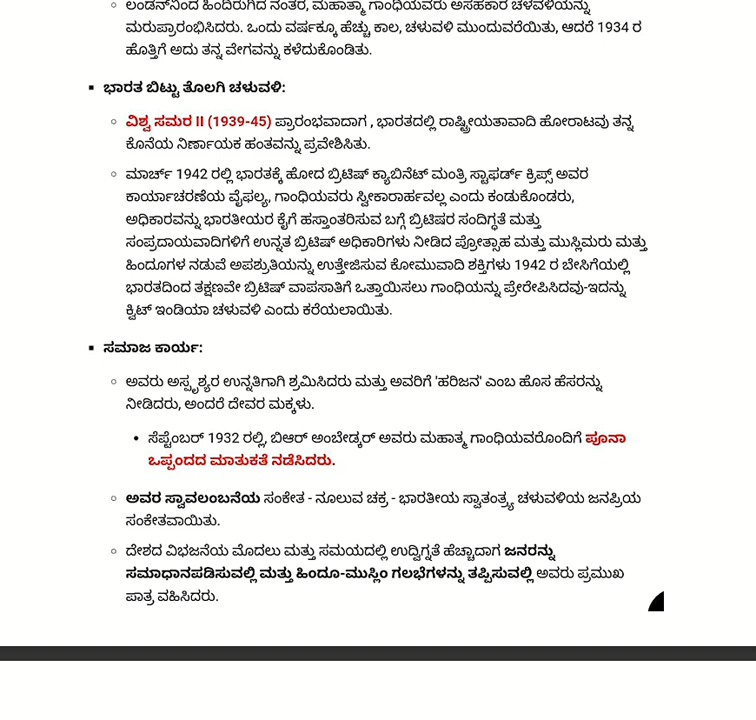 ಲಂಡನ್‌ನಿಂದ ಹಿಂದಿರುಗಿದ ನಂತರ, ಮಹಾತ್ಮಾ ಗಾಂಧಿಯವರು ಅಸಹಕಾರ ಚಳವಳಿಯನ್ನು
ಮರುಪ್ರಾರಂಭಿಸಿದರು. ಒಂದು ವರ್ಷಕ್ಕೂ ಹೆಚ್ಚು ಕಾಲ, ಚಳುವಳಿ ಮುಂದುವರೆಯಿತು, ಆದರೆ 1934 ರ
ಹೊತ್ತಿಗೆ ಅದು ತನ್ನ ವೇಗವನ್ನು ಕಳೆದುಕೊಂಡಿತು.
ಭಾರತ ಬಿಟ್ಟು ತೊಲಗಿ ಚಳುವಳಿ:
ವಿಶ್ವ ಸಮರ II (1939-45) ಪ್ರಾರಂಭವಾದಾಗ , ಭಾರತದಲ್ಲಿ ರಾಷ್ಟ್ರೀಯತಾವಾದಿ ಹೋರಾಟವು ತನ್ನ
ಕೊನೆಯ ನಿರ್ಣಾಯಕ ಹಂತವನ್ನು ಪ್ರವೇಶಿಸಿತು.
ಮಾರ್ಚ್ 1942 ರಲ್ಲಿ ಭಾರತಕ್ಕೆ ಹೋದ ಬ್ರಿಟಿಷ್ ಕ್ಯಾಬಿನೆಟ್ ಮಂತ್ರಿ ಸ್ಟಾಫರ್ಡ್ ಕ್ರಿಪ್ಸ್ ಅವರ
ಕಾರ್ಯಾಚರಣೆಯ ವೈಫಲ್ಯ, ಗಾಂಧಿಯವರು ಸ್ವೀಕಾರಾರ್ಹವಲ್ಲ ಎಂದು ಕಂಡುಕೊಂಡರು,
ಅಧಿಕಾರವನ್ನು ಭಾರತೀಯರ ಕೈಗೆ ಹಸ್ತಾಂತರಿಸುವ ಬಗ್ಗೆ ಬ್ರಿಟಿಷರ ಸಂದಿಗ್ಧತೆ ಮತ್ತು
ಸಂಪ್ರದಾಯವಾದಿಗಳಿಗೆ ಉನ್ನತ ಬ್ರಿಟಿಷ್ ಅಧಿಕಾರಿಗಳು ನೀಡಿದ ಪ್ರೋತ್ಸಾಹ ಮತ್ತು ಮುಸ್ಲಿಮರು ಮತ್ತು
ಹಿಂದೂಗಳ ನಡುವೆ ಅಪಶ್ರುತಿಯನ್ನು ಉತ್ತೇಜಿಸುವ ಕೋಮುವಾದಿ ಶಕ್ತಿಗಳು 1942 ರ ಬೇಸಿಗೆಯಲ್ಲಿ
ಭಾರತದಿಂದ ತಕ್ಷಣವೇ ಬ್ರಿಟಿಷ್ ವಾಪಸಾತಿಗೆ ಒತ್ತಾಯಿಸಲು ಗಾಂಧಿಯನ್ನು ಪ್ರೇರೇಪಿಸಿದವು-ಇದನ್ನು
ಕ್ವಿಟ್ ಇಂಡಿಯಾ ಚಳುವಳಿ ಎಂದು ಕರೆಯಲಾಯಿತು.
ಸಮಾಜ ಕಾರ್ಯ:
ಅವರು ಅಸ್ಪೃಶ್ಯರ ಉನ್ನತಿಗಾಗಿ ಶ್ರಮಿಸಿದರು ಮತ್ತು ಅವರಿಗೆ 'ಹರಿಜನ' ಎಂಬ ಹೊಸ ಹೆಸರನ್ನು
ನೀಡಿದರು, ಅಂದರೆ ದೇವರ ಮಕ್ಕಳು.
ಸೆಪ್ಟೆಂಬರ್ 1932 ರಲ್ಲಿ, ಬಿಆರ್ ಅಂಬೇಡ್ಕರ್ ಅವರು ಮಹಾತ್ಮ ಗಾಂಧಿಯವರೊಂದಿಗೆ ಪೂನಾ
ಒಪ್ಪಂದದ ಮಾತುಕತೆ ನಡೆಸಿದರು.
ಅವರ ಸ್ವಾವಲಂಬನೆಯ ಸಂಕೇತ - ನೂಲುವ ಚಕ್ರ - ಭಾರತೀಯ ಸ್ವಾತಂತ್ರ್ಯ ಚಳುವಳಿಯ ಜನಪ್ರಿಯ
ಸಂಕೇತವಾಯಿತು.
ದೇಶದ ವಿಭಜನೆಯ ಮೊದಲು ಮತ್ತು ಸಮಯದಲ್ಲಿ ಉದ್ವಿಗ್ನತೆ ಹೆಚ್ಚಾದಾಗ ಜನರನ್ನು
ಸಮಾಧಾನಪಡಿಸುವಲ್ಲಿ ಮತ್ತು ಹಿಂದೂ-ಮುಸ್ಲಿಂ ಗಲಭೆಗಳನ್ನು ತಪ್ಪಿಸುವಲ್ಲಿ ಅವರು ಪ್ರಮುಖ
ಪಾತ್ರ ವಹಿಸಿದರು.